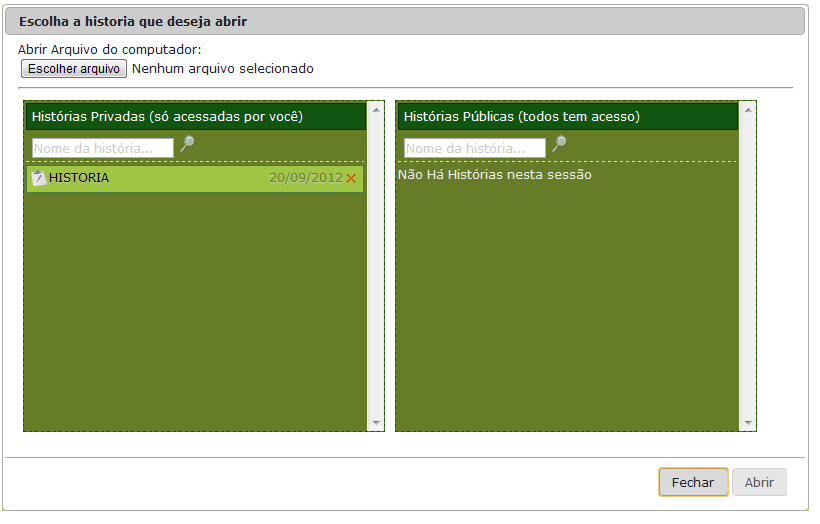 Escolha a historia que deseja abrir
Abrir Arquivo do computador:
Escolher arquivo Nenhum arquivo selecionado
Histórias Privadas (só acessadas por você)
Nome da história...
HISTORIA 20/09/2012
Histórias Públicas (todos tem acesso)
Nome da história...
Não Há Histórias nesta sessão
Fechar Abrir